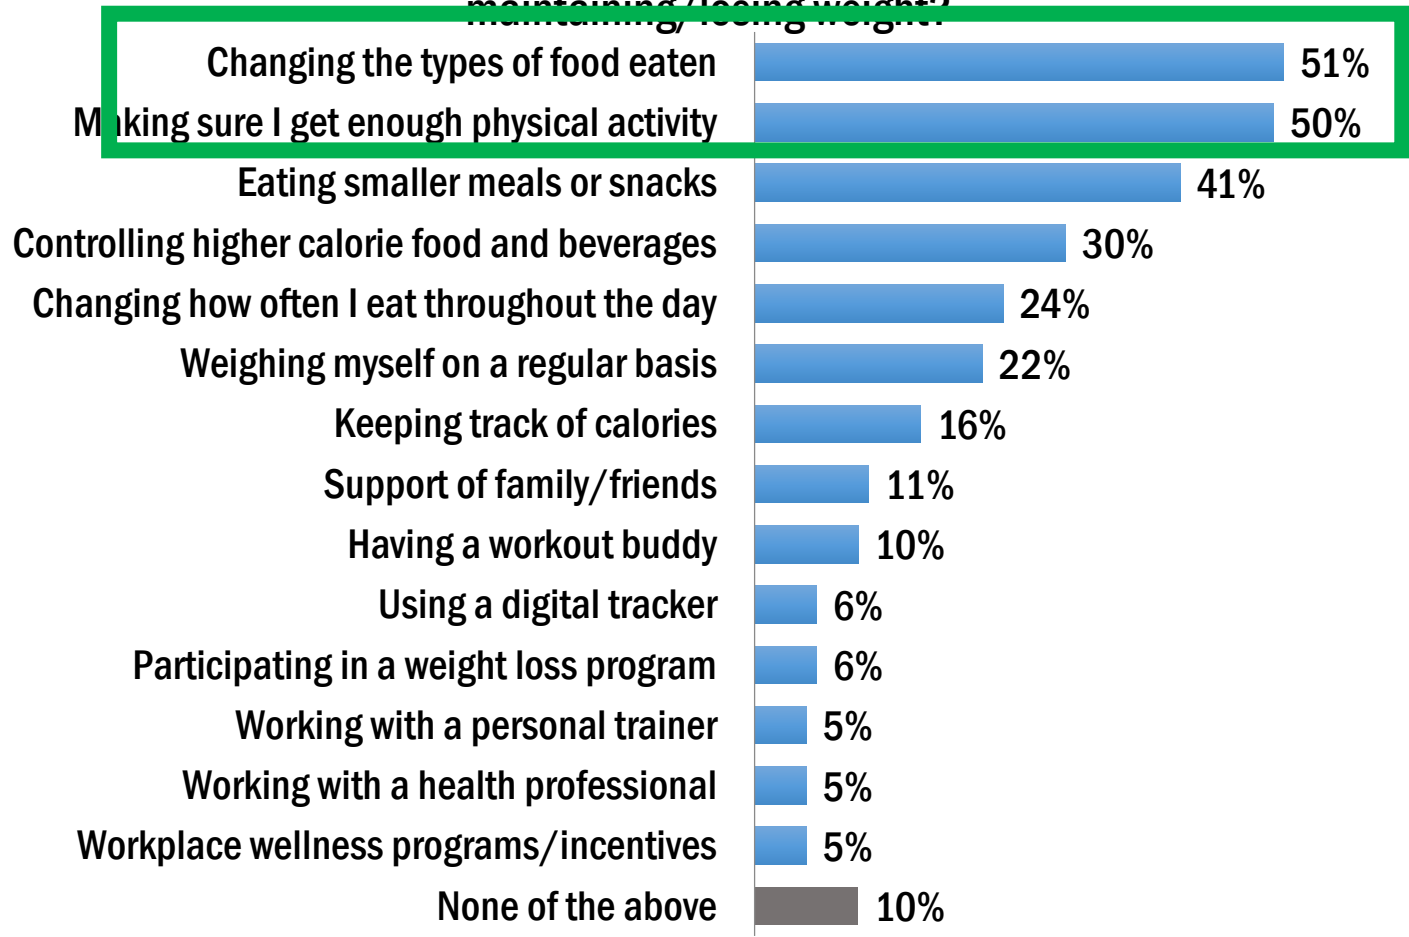 maintaining/losing weight?
Changing the types of food eaten 51%
Making sure I get enough physical activity 50%
Eating smaller meals or snacks 41%
Controlling higher calorie food and beverages 30%
Changing how often I eat throughout the day 24%
Weighing myself on a regular basis 22%
Keeping track of calories 16%
Support of family/friends 11%
Having a workout buddy 10%
Using a digital tracker 6%
Participating in a weight loss program 6%
Working with a personal trainer 5%
Working with a health professional 5%
Workplace wellness programs/incentives 5%
None of the above 10%